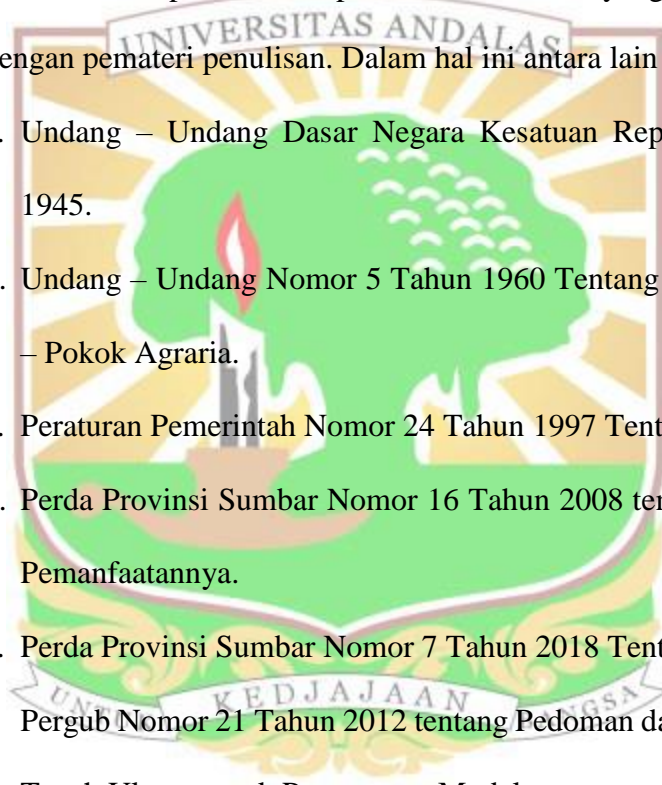 UNIVERSITAS ANDALAS
engan pemateri penulisan. Dalam hal ini antara lain
. Undang – Undang Dasar Negara Kesatuan Rep
1945.
. Undang – Undang Nomor 5 Tahun 1960 Tentang
– Pokok Agraria.
. Peraturan Pemerintah Nomor 24 Tahun 1997 Tent
. Perda Provinsi Sumbar Nomor 16 Tahun 2008 ten
Pemanfaatannya.
. Perda Provinsi Sumbar Nomor 7 Tahun 2018 Tent
UNTUK KEDJAJAAN BANGSA
Pergub Nomor 21 Tahun 2012 tentang Pedoman da